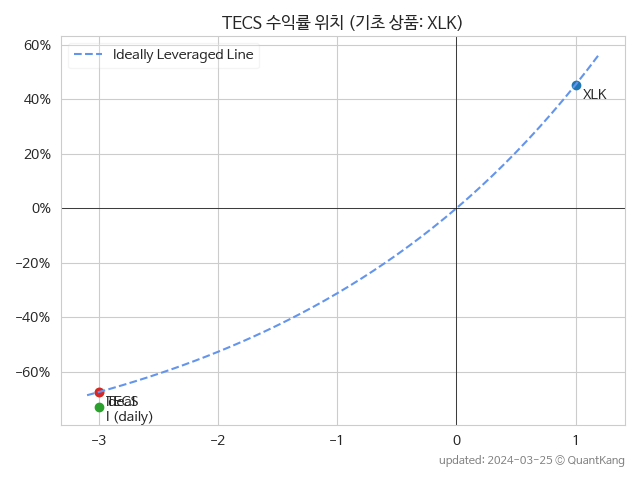 TECS 수익률 위치 (기초 상품: XLK)
Ideally Leveraged Line
60%
40%
20%
0%
−20%
−40%
−60%
XLK
TECS
I (daily)
−3
−2
−1
0
1
updated: 2024-03-25 © QuantKang